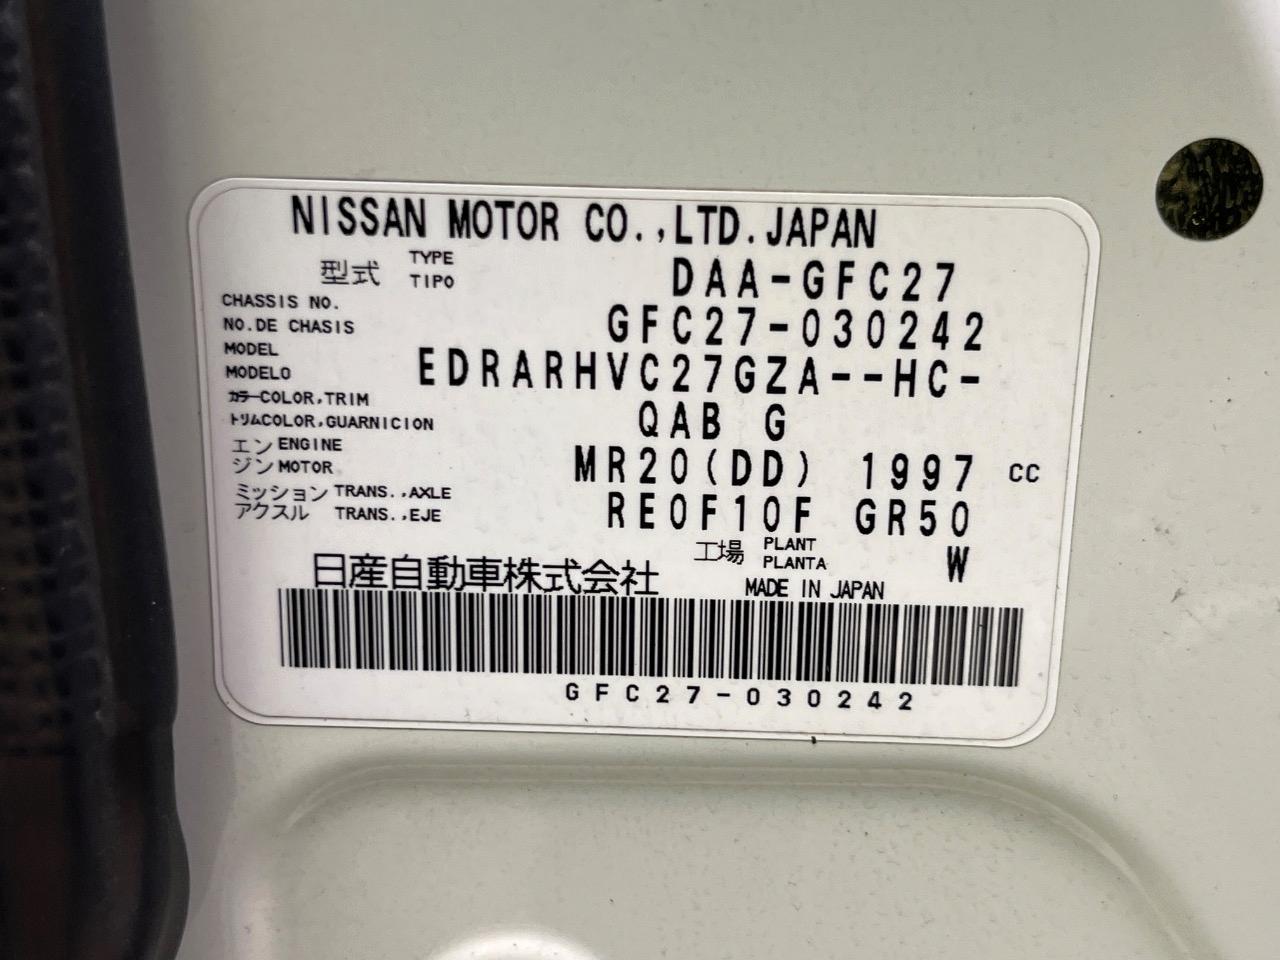 NISSAN MOTOR CO.,LTD.JAPAN
型式 TYPE TIPO DAA-GFC27
CHASSIS NO.
NO.DE CHASIS GFC27-030242
MODEL
MODELO EDRARHVC27GZA--HC-
カラーCOLOR,TRIM
トリムCOLOR,GUARNICION QAB G
エン ENGINE
ジン MOTOR MR20(DD) 1997 CC
ミッション TRANS.,AXLE
アクスル TRANS.,EJE RE0F10F GR50
工場 PLANT PLANTA W
日産自動車株式会社 MADE IN JAPAN
GFC27-030242